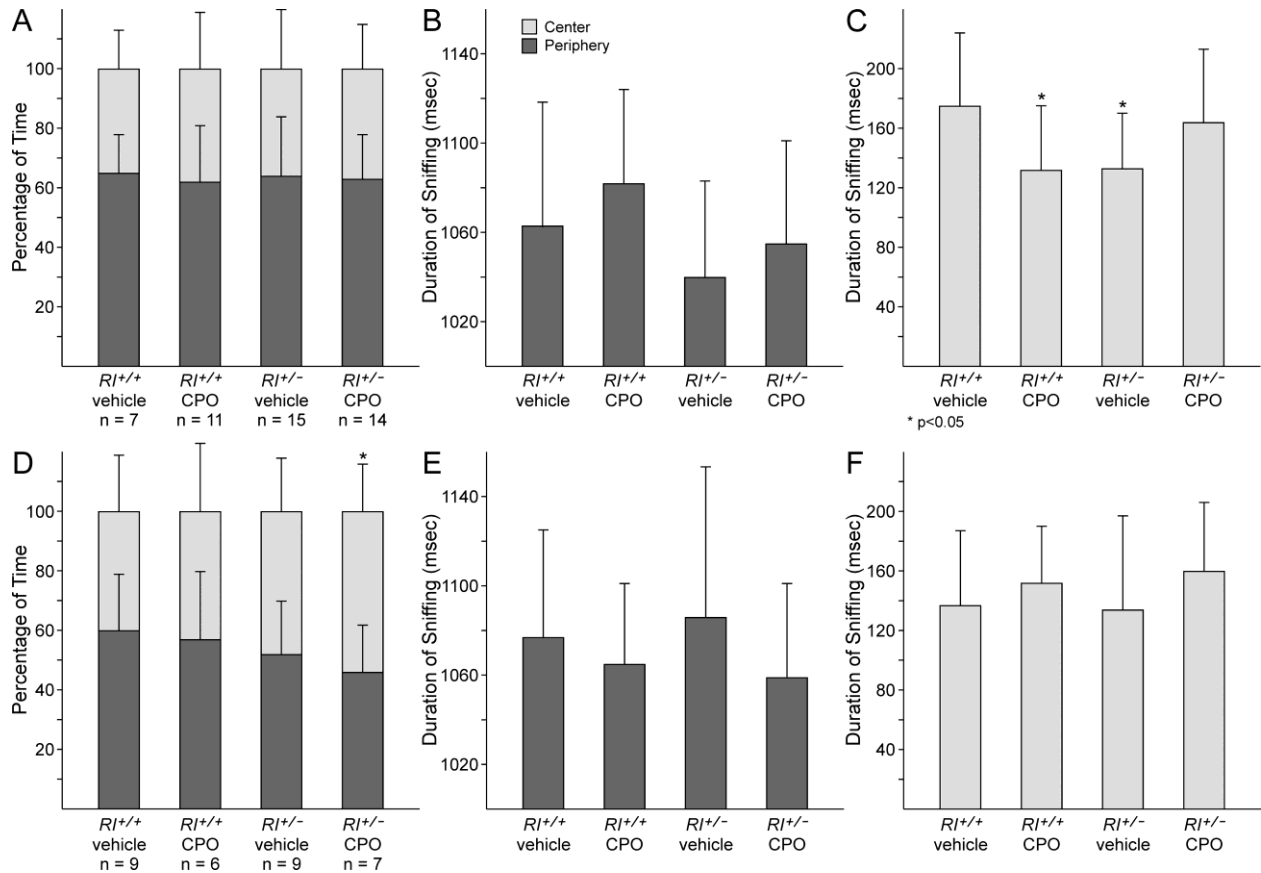 A
Percentage of Time
100
80
60
40
20
RI+/+
vehicle
n = 7
RI+/+
CPO
n = 11
RI+/-
vehicle
n = 15
RI+/-
CPO
n = 14
B
Center
Periphery
Duration of Sniffing (msec)
1140
1100
1060
1020
RI+/+
vehicle
RI+/+
CPO
RI+/-
vehicle
RI+/-
CPO
C
Duration of Sniffing (msec)
200
160
120
80
40
*
*
RI+/+
vehicle
RI+/+
CPO
RI+/-
vehicle
RI+/-
CPO
* p<0.05
D
Percentage of Time
100
80
60
40
20
*
RI+/+
vehicle
n = 9
RI+/+
CPO
n = 6
RI+/-
vehicle
n = 9
RI+/-
CPO
n = 7
E
Duration of Sniffing (msec)
1140
1100
1060
1020
RI+/+
vehicle
RI+/+
CPO
RI+/-
vehicle
RI+/-
CPO
F
Duration of Sniffing (msec)
200
160
120
80
40
RI+/+
vehicle
RI+/+
CPO
RI+/-
vehicle
RI+/-
CPO